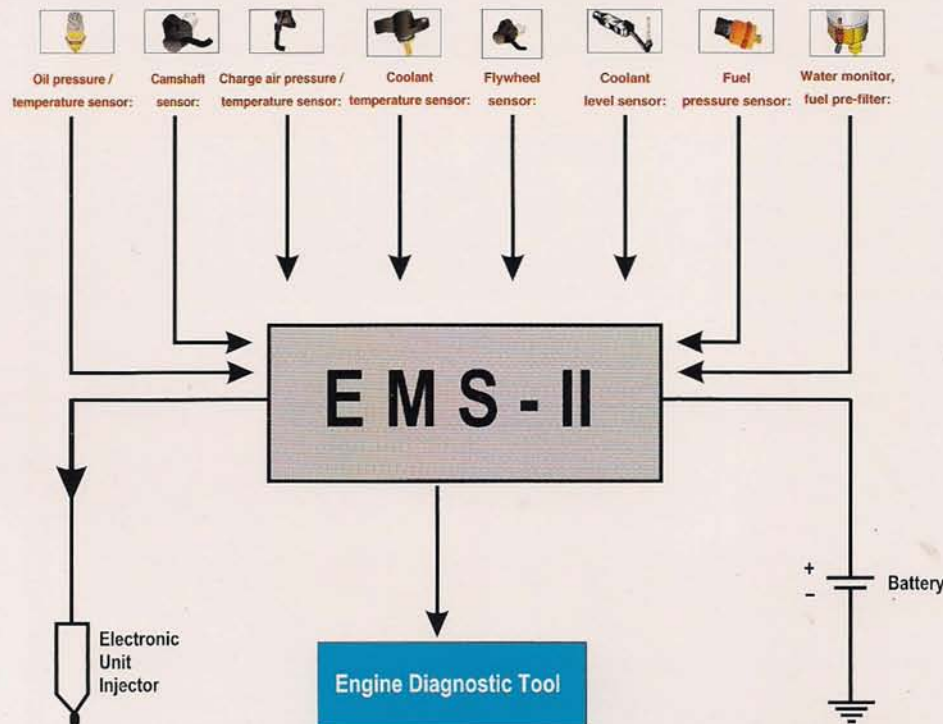 Oil pressure /
temperature sensor:
Camshaft
sensor:
Charge air pressure /
temperature sensor:
Coolant
temperature sensor:
Flywheel
sensor:
Coolant
level sensor:
Fuel
pressure sensor:
Water monitor,
fuel pre-filter:
EMS-II
+
–
Battery
Electronic
Unit
Injector
Engine Diagnostic Tool